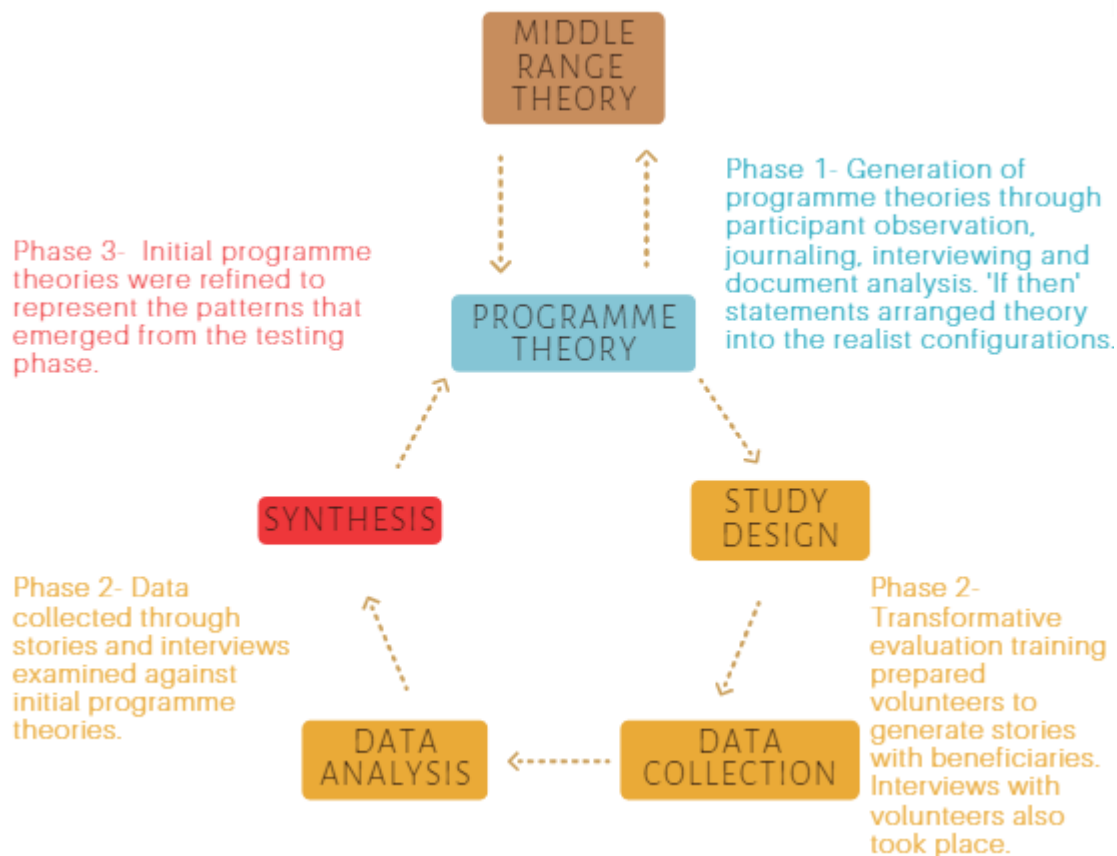 MIDDLE
RANGE
THEORY
Phase 1- Generation of
programme theories through
participant observation,
journaling, interviewing and
document analysis. 'If then'
statements arranged theory
into the realist configurations.
Phase 3-  Initial programme
theories were refined to
represent the patterns that
emerged from the testing
phase.
PROGRAMME
THEORY
SYNTHESIS
STUDY
DESIGN
Phase 2- Data
collected through
stories and interviews
examined against
initial programme
theories.
Phase 2-
Transformative
evaluation training
prepared
volunteers to
generate stories
with beneficiaries.
Interviews with
volunteers also
took place.
DATA
ANALYSIS
DATA
COLLECTION